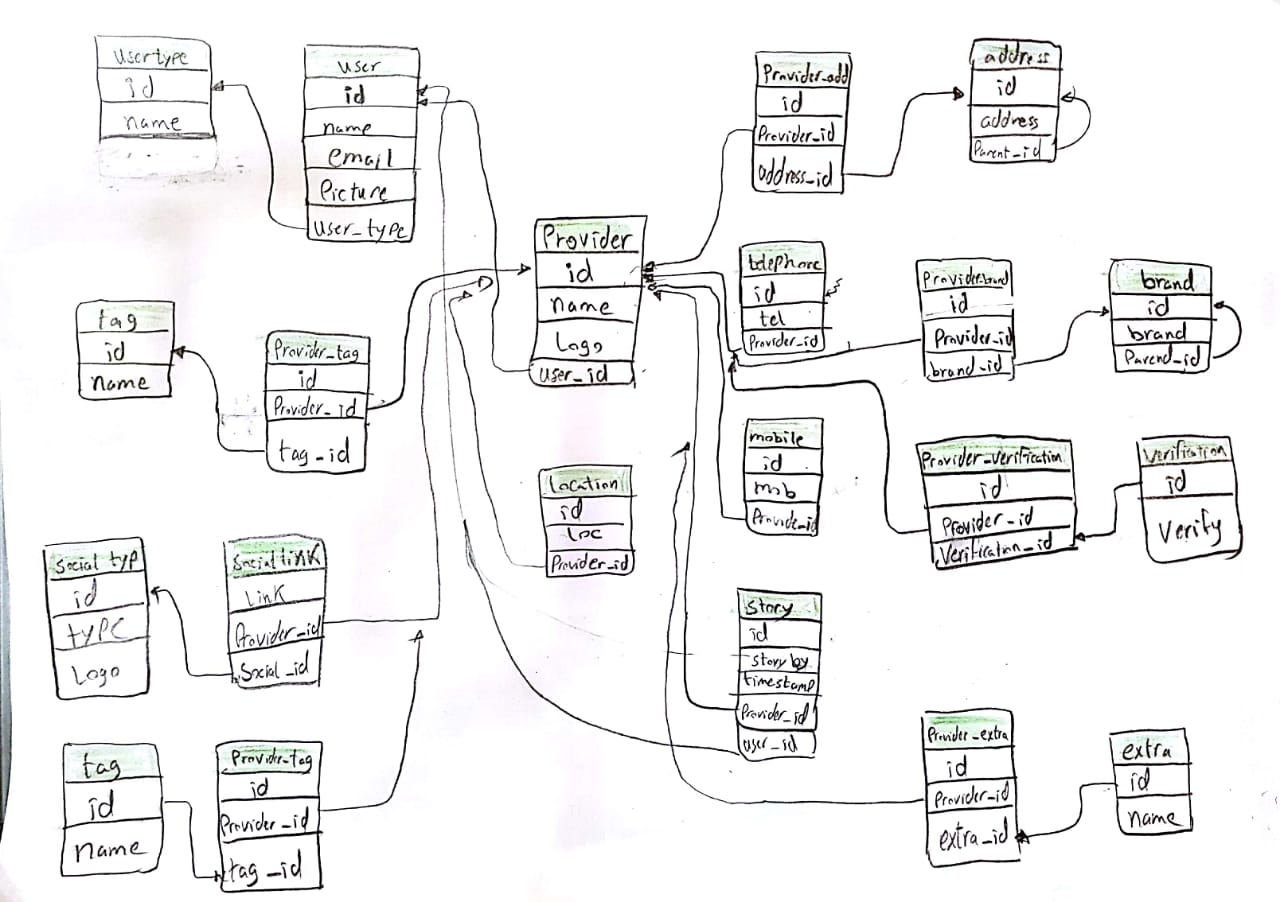 Usertype
id
name
user
id
name
email
Picture
user_type
Provider_add
id
Provider_id
address_id
address
id
address
Parent_id
Provider
id
name
Logo
user_id
telephone
id
tel
Provider_id
Provider_brand
id
Provider_id
brand_id
brand
id
brand
Parend_id
tag
id
name
Provider_tag
id
Provider_id
tag_id
mobile
id
mob
Provide_id
Provider_Verification
id
Provider_id
Verification_id
Verification
id
Verify
Location
id
Loc
Provider_id
Social typ
id
type
Logo
Social link
Link
Provider_id
Social_id
Story
id
story by
timestamp
Provider_id
user_id
tag
id
name
Provider_tag
id
Provider_id
tag_id
Provider_extra
id
Provider_id
extra_id
extra
id
name